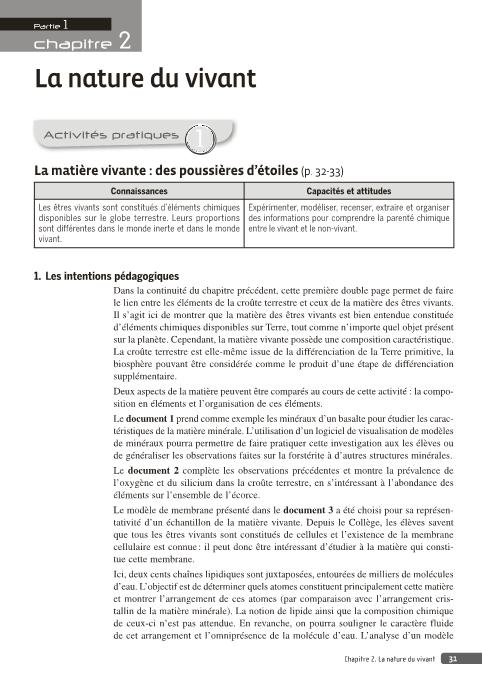 Partie 1
chapitre 2
La nature du vivant
Activités pratiques 1
La matière vivante : des poussières d'étoiles (p. 32-33)
Connaissances
Capacités et attitudes
Les êtres vivants sont constitués d'éléments chimiques
disponibles sur le globe terrestre. Leurs proportions
sont différentes dans le monde inerte et dans le monde
vivant.
Expérimenter, modéliser, recenser, extraire et organiser
des informations pour comprendre la parenté chimique
entre le vivant et le non-vivant.
1. Les intentions pédagogiques
Dans la continuité du chapitre précédent, cette première double page permet de faire
le lien entre les éléments de la croûte terrestre et ceux de la matière des êtres vivants.
Il s'agit ici de montrer que la matière des êtres vivants est bien entendue constituée
d'éléments chimiques disponibles sur Terre, tout comme n'importe quel objet présent
sur la planète. Cependant, la matière vivante possède une composition caractéristique.
La croûte terrestre est elle-même issue de la différenciation de la Terre primitive, la
biosphère pouvant être considérée comme le produit d'une étape de différenciation
supplémentaire.
Deux aspects de la matière peuvent être comparés au cours de cette activité : la compo-
sition en éléments et l'organisation de ces éléments.
Le document 1 prend comme exemple les minéraux d'un basalte pour étudier les carac-
téristiques de la matière minérale. L'utilisation d'un logiciel de visualisation de modèles
de minéraux pourra permettre de faire pratiquer cette investigation aux élèves ou
de généraliser les observations faites sur la forstérite à d'autres structures minérales.
Le document 2 complète les observations précédentes et montre la prévalence de
l'oxygène et du silicium dans la croûte terrestre, en s'intéressant à l'abondance des
éléments sur l'ensemble de l'écorce.
Le modèle de membrane présenté dans le document 3 a été choisi pour sa représen-
tativité d'un échantillon de la matière vivante. Depuis le Collège, les élèves savent
que tous les êtres vivants sont constitués de cellules et l'existence de la membrane
cellulaire est connue : il peut donc être intéressant d'étudier à la matière qui consti-
tue cette membrane.
Ici, deux cents chaînes lipidiques sont juxtaposées, entourées de milliers de molécules
d'eau. L'objectif est de déterminer quels atomes constituent principalement cette matière
et montrer l'arrangement de ces atomes (par comparaison avec l'arrangement cris-
tallin de la matière minérale). La notion de lipide ainsi que la composition chimique
de ceux-ci n'est pas attendue. En revanche, on pourra souligner le caractère fluide
de cet arrangement et l'omniprésence de la molécule d'eau. L'analyse d'un modèle
Chapitre 2. La nature du vivant 31